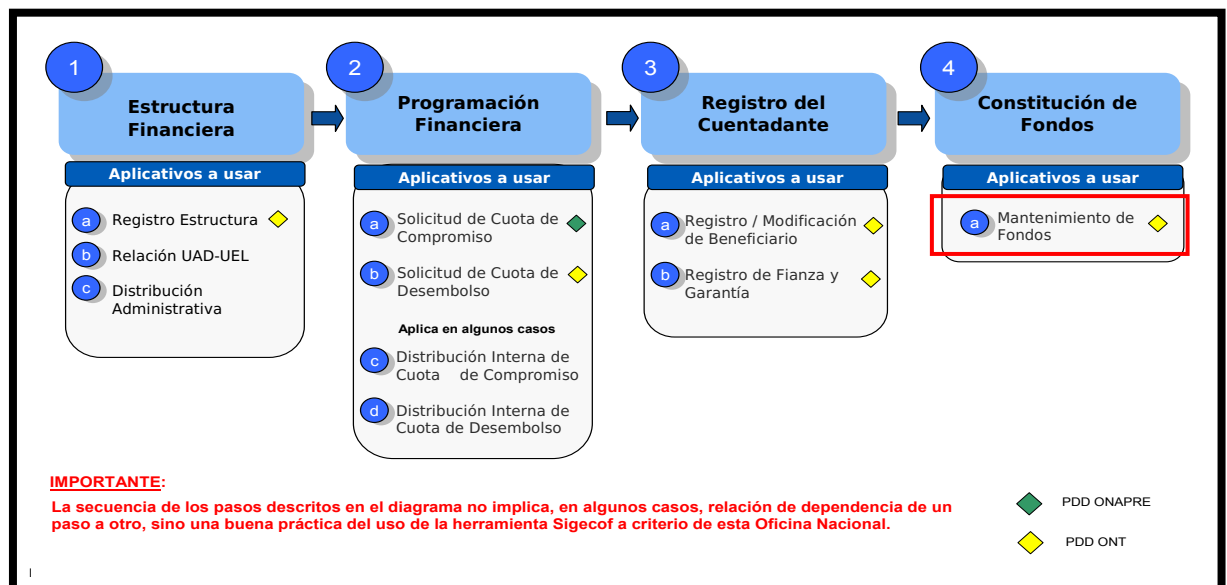 1
Estructura
Financiera
Aplicativos a usar
a Registro Estructura
b Relación UAD-UEL
c Distribución
Administrativa
2
Programación
Financiera
Aplicativos a usar
a Solicitud de Cuota de
Compromiso
b Solicitud de Cuota de
Desembolso
Aplica en algunos casos
c Distribución Interna de
Cuota de Compromiso
d Distribución Interna de
Cuota de Desembolso
3
Registro del
Cuentadante
Aplicativos a usar
a Registro / Modificación
de Beneficiario
b Registro de Fianza y
Garantía
4
Constitución de
Fondos
Aplicativos a usar
a Mantenimiento de
Fondos
IMPORTANTE:
La secuencia de los pasos descritos en el diagrama no implica, en algunos casos, relación de dependencia de un
paso a otro, sino una buena práctica del uso de la herramienta Sigecof a criterio de esta Oficina Nacional.
PDD ONAPRE
PDD ONT